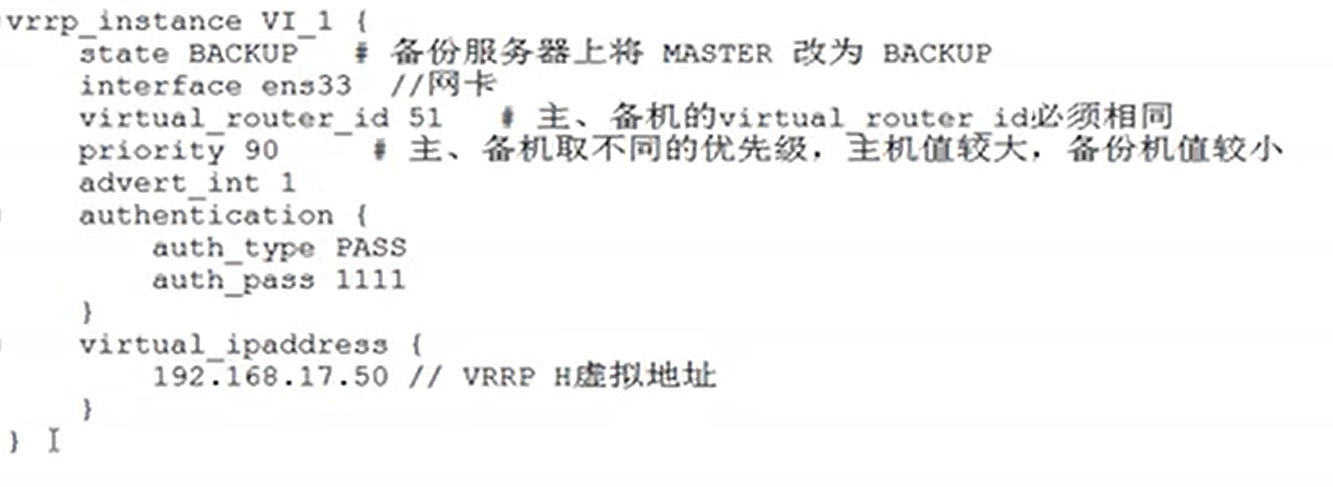 vrrp_instance VI_1 {
state BACKUP # 备份服务器上将 MASTER 改为 BACKUP
interface ens33 //网卡
virtual_router_id 51 # 主、备机的virtual_router_id必须相同
priority 90 # 主、备机取不同的优先级，主机值较大，备份机值较小
advert_int 1
authentication {
auth_type PASS
auth_pass 1111
}
virtual_ipaddress {
192.168.17.50 // VRRP H虚拟地址
}
}